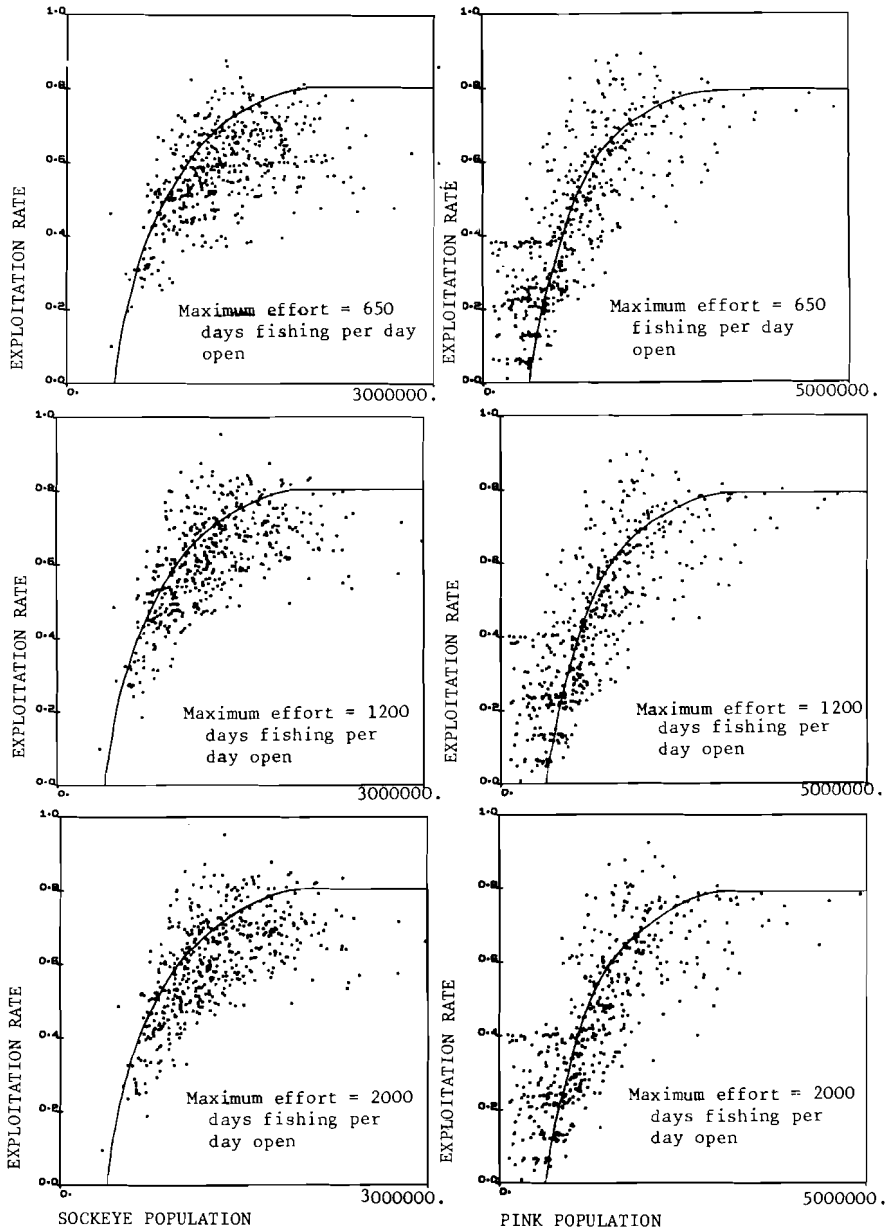 1.0
0.8
0.6
0.4
0.2
0.0
EXPLOITATION RATE
Maximum effort = 650
days fishing per day
open
0.
3000000.
1.0
0.8
0.6
0.4
0.2
0.0
EXPLOITATION RATE
Maximum effort = 650
fishing per day
open
0.
5000000.
1.0
0.8
0.6
0.4
0.2
0.0
EXPLOITATION RATE
Maximum effort = 1200
days fishing per
day open
0.
3000000.
1.0
0.8
0.6
0.4
0.2
0.0
EXPLOITATION RATE
Maximum effort = 1200
days fishing per
day open
0.
5000000.
1.0
0.8
0.6
0.4
0.2
0.0
EXPLOITATION RATE
Maximum effort = 2000
days fishing per
day open
0.
3000000.
SOCKEYE POPULATION
1.0
0.8
0.6
0.4
0.2
0.0
EXPLOITATION RATE
Maximum effort = 2000
days fishing per
day open
0.
5000000.
PINK POPULATION